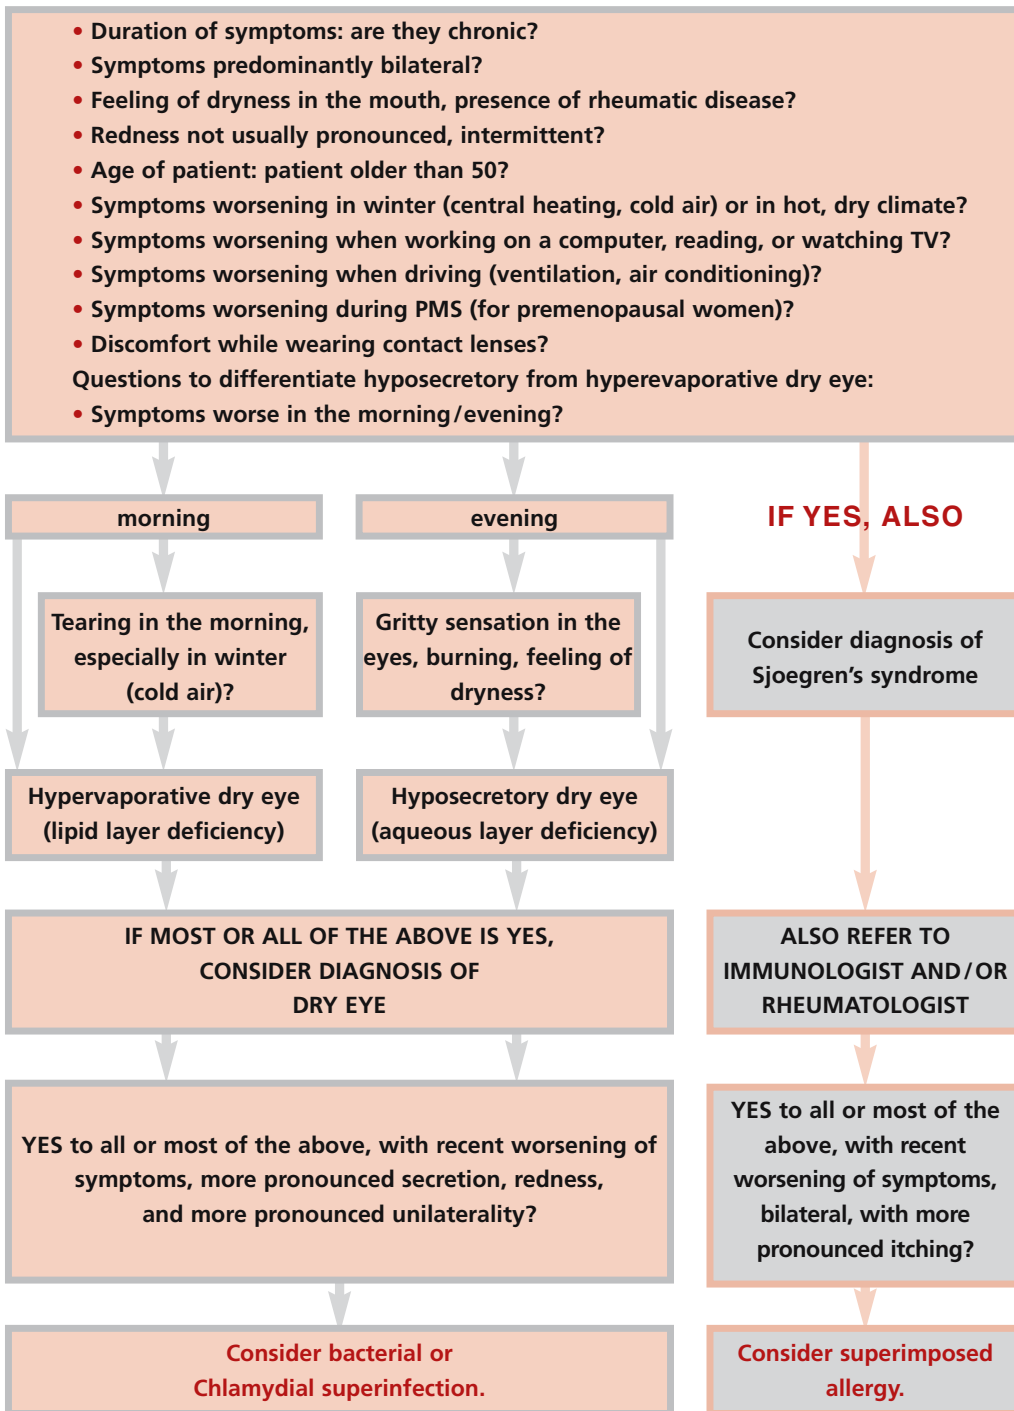 • Duration of symptoms: are they chronic?
• Symptoms predominantly bilateral?
• Feeling of dryness in the mouth, presence of rheumatic disease?
• Redness not usually pronounced, intermittent?
• Age of patient: patient older than 50?
• Symptoms worsening in winter (central heating, cold air) or in hot, dry climate?
• Symptoms worsening when working on a computer, reading, or watching TV?
• Symptoms worsening when driving (ventilation, air conditioning)?
• Symptoms worsening during PMS (for premenopausal women)?
• Discomfort while wearing contact lenses?
Questions to differentiate hyposecretory from hyperevaporative dry eye:
• Symptoms worse in the morning/evening?
morning
evening
IF YES, ALSO
Tearing in the morning,
especially in winter
(cold air)?
Gritty sensation in the
eyes, burning, feeling of
dryness?
Consider diagnosis of
Sjoegren's syndrome
Hypervaporative dry eye
(lipid layer deficiency)
Hyposecretory dry eye
(aqueous layer deficiency)
IF MOST OR ALL OF THE ABOVE IS YES,
CONSIDER DIAGNOSIS OF
DRY EYE
ALSO REFER TO
IMMUNOLOGIST AND/OR
RHEUMATOLOGIST
YES to all or most of the above, with recent worsening of
symptoms, more pronounced secretion, redness,
and more pronounced unilaterality?
YES to all or most of the
above, with recent
worsening of symptoms,
bilateral, with more
pronounced itching?
Consider bacterial or
Chlamydial superinfection.
Consider superimposed
allergy.